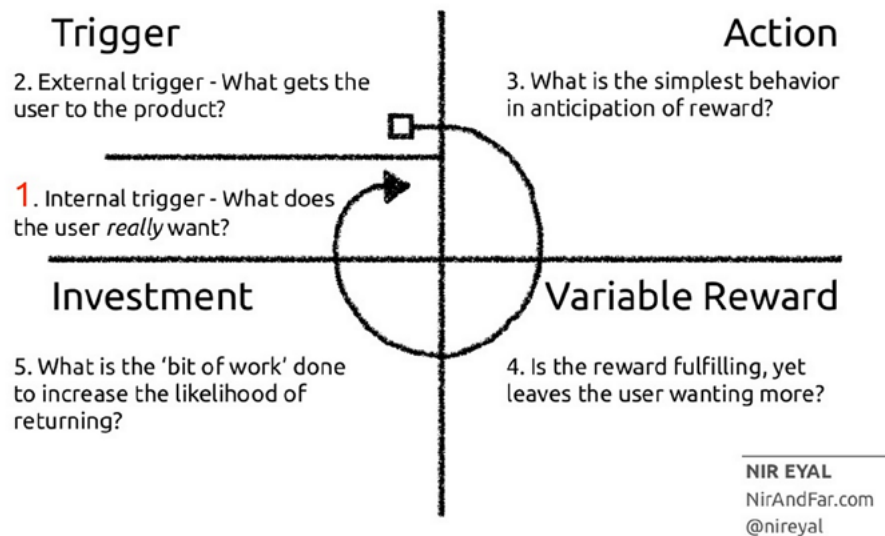 Trigger
2. External trigger - What gets the
user to the product?
1. Internal trigger - What does
the user really want?
Action
3. What is the simplest behavior
in anticipation of reward?
Investment
5. What is the ‘bit of work’ done
to increase the likelihood of
returning?
Variable Reward
4. Is the reward fulfilling, yet
leaves the user wanting more?
NIR EYAL
NirAndFar.com
@nireyal